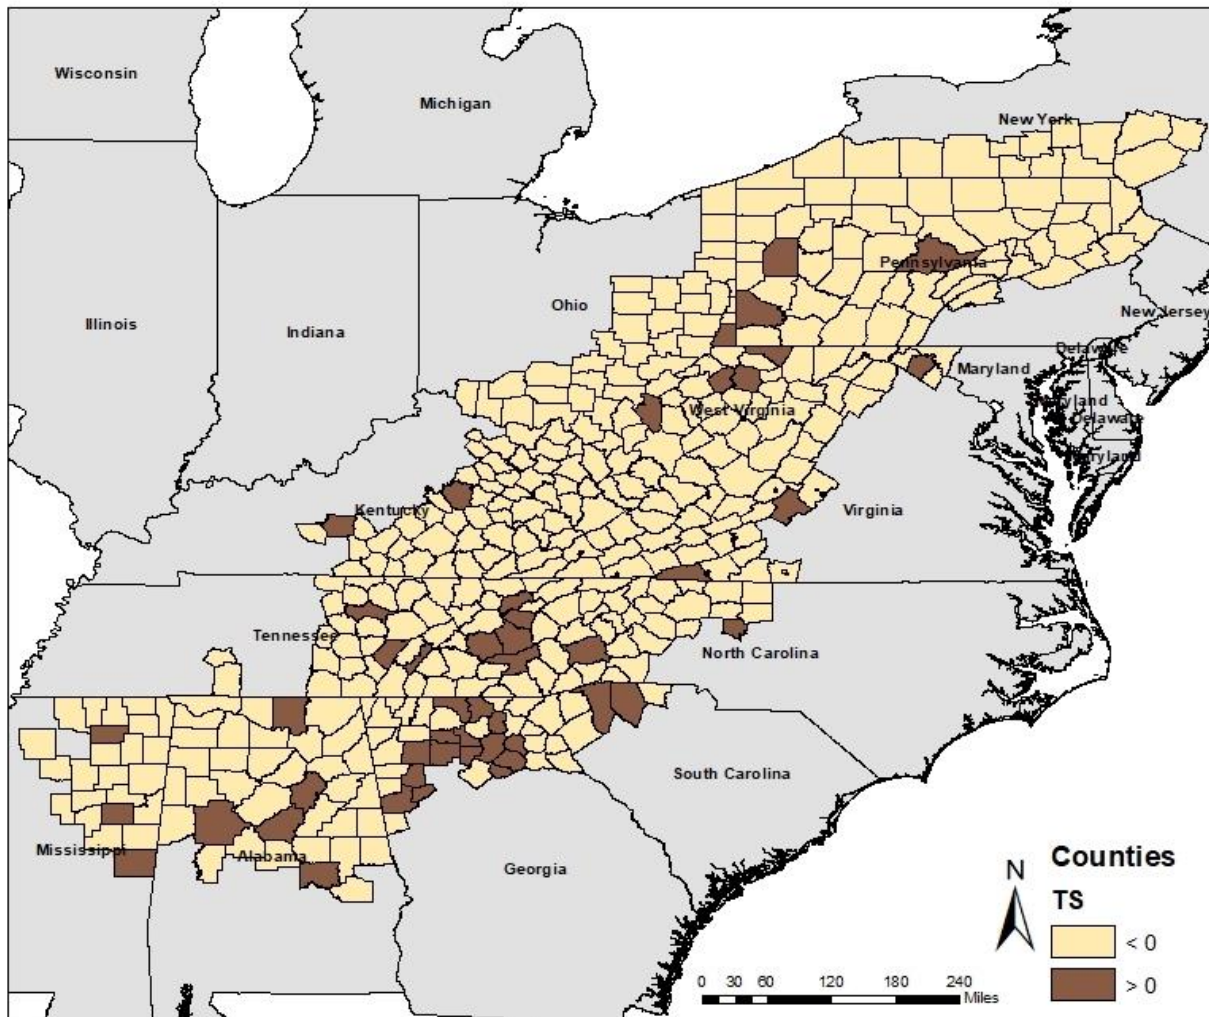 Wisconsin
Michigan
New York
Pennsylvania
Ohio
Illinois
Indiana
New Jersey
Delaware
Maryland
Maryland
Delaware
West Virginia
Maryland
Kentucky
Virginia
Tennessee
North Carolina
South Carolina
Mississippi
Alabama
Georgia
Counties
N
TS
< 0
> 0
0 30 60 120 180 240
Miles